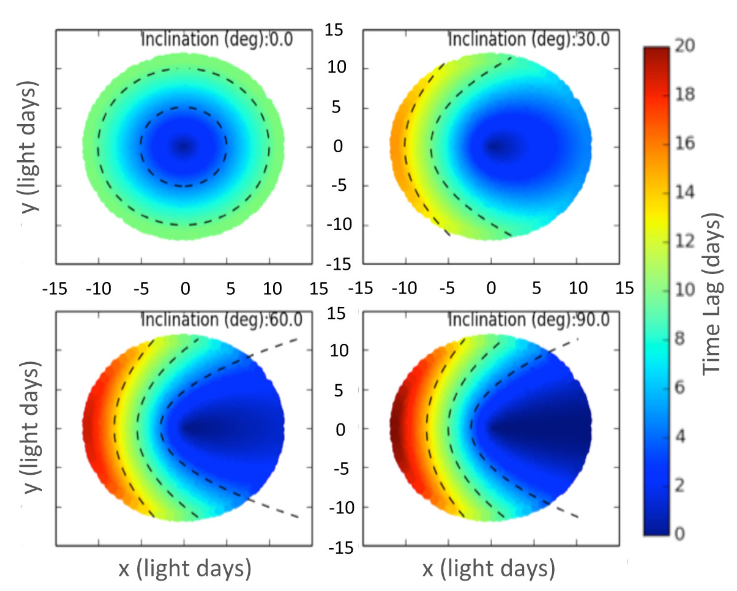 Inclination (deg):0.0
Inclination (deg):30.0
15
10
5
0
-5
-10
-15
y (light days)
-15 -10 -5 0 5 10 15 -10 -5 0 5 10 15
Inclination (deg):60.0
Inclination (deg):90.0
15
10
5
0
-5
-10
-15
y (light days)
x (light days)
x (light days)
20
18
16
14
12
10
8
6
4
2
0
Time Lag (days)